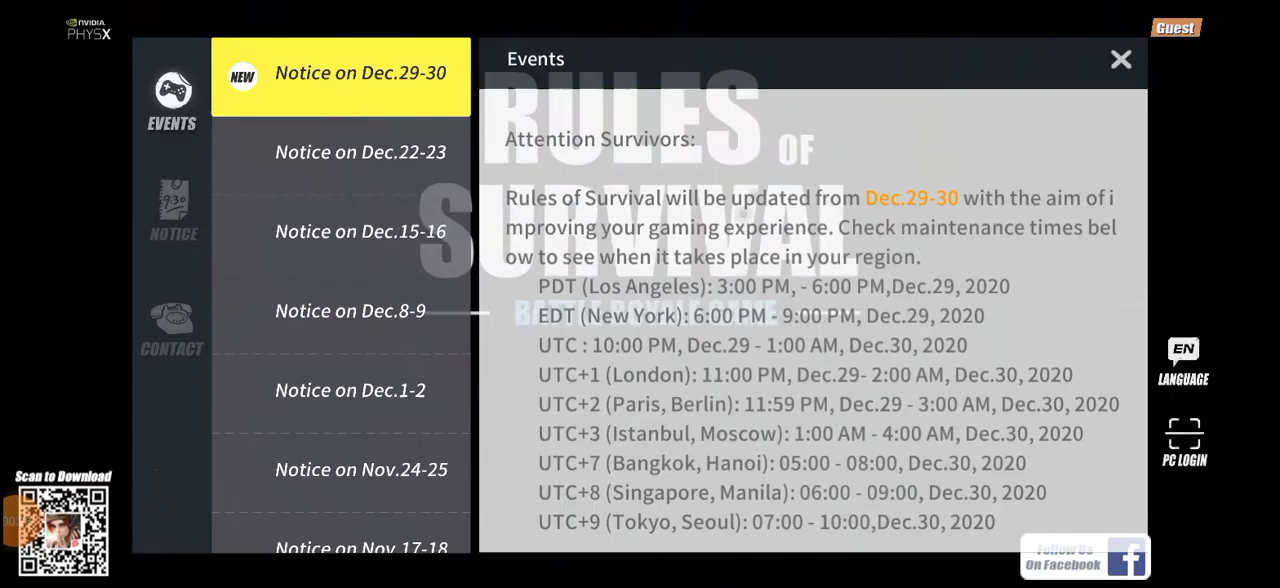 NVIDIA
PHYSX
Guest
EVENTS
NOTICE
CONTACT
9:30
NEW
Notice on Dec.29-30
Notice on Dec.22-23
Notice on Dec.15-16
Notice on Dec.8-9
Notice on Dec.1-2
Notice on Nov.24-25
Notice on Nov.17-18
Events
RULES OF
SURVIVAL
BATTLE ROYALE GAME
Attention Survivors:
Rules of Survival will be updated from Dec.29-30 with the aim of i
mproving your gaming experience. Check maintenance times bel
ow to see when it takes place in your region.
PDT (Los Angeles): 3:00 PM, - 6:00 PM,Dec.29, 2020
EDT (New York): 6:00 PM - 9:00 PM, Dec.29, 2020
UTC : 10:00 PM, Dec.29 - 1:00 AM, Dec.30, 2020
UTC+1 (London): 11:00 PM, Dec.29- 2:00 AM, Dec.30, 2020
UTC+2 (Paris, Berlin): 11:59 PM, Dec.29 - 3:00 AM, Dec.30, 2020
UTC+3 (Istanbul, Moscow): 1:00 AM - 4:00 AM, Dec.30, 2020
UTC+7 (Bangkok, Hanoi): 05:00 - 08:00, Dec.30, 2020
UTC+8 (Singapore, Manila): 06:00 - 09:00, Dec.30, 2020
UTC+9 (Tokyo, Seoul): 07:00 - 10:00,Dec.30, 2020
EN
LANGUAGE
PC LOGIN
Scan to Download
Follow Us
On Facebook